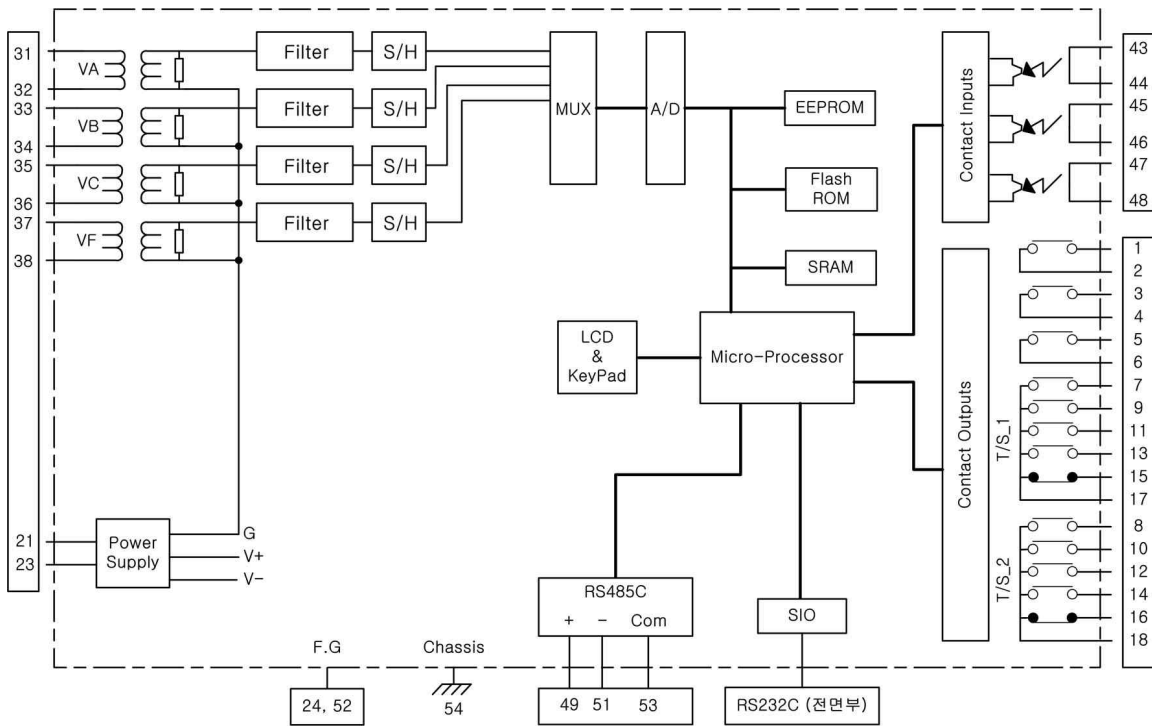 31
32
33
34
35
36
37
38
21
23
VA
VB
VC
VF
Filter
S/H
Filter
S/H
Filter
S/H
Filter
S/H
MUX
A/D
EEPROM
Flash
ROM
SRAM
LCD
&
KeyPad
Micro-Processor
Power
Supply
G
V+
V-
RS485C
+ - Com
SIO
F.G
Chassis
24, 52
54
49 51 53
RS232C (전면부)
Contact Inputs
Contact Outputs
T/S_1
T/S_2
43
44
45
46
47
48
1
2
3
4
5
6
7
9
11
13
15
17
8
10
12
14
16
18